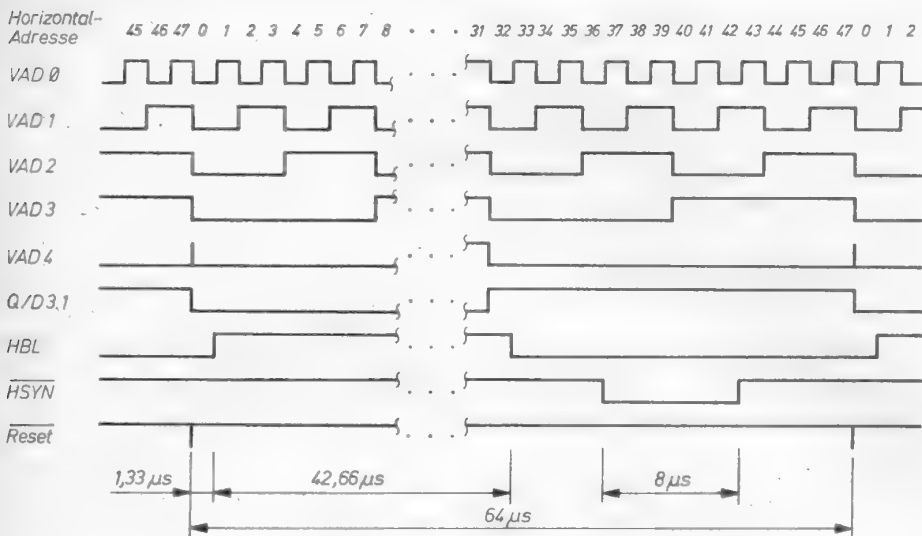 Horizontal-
Adresse
45 46 47 0 1 2 3 4 5 6 7 8 · · · 31 32 33 34 35 36 37 38 39 40 41 42 43 44 45 46 47 0 1 2
VAD 0
VAD 1
VAD 2
VAD 3
VAD 4
Q/D3.1
HBL
HSYN
Reset
1,33 µs
42,66 µs
8 µs
64 µs